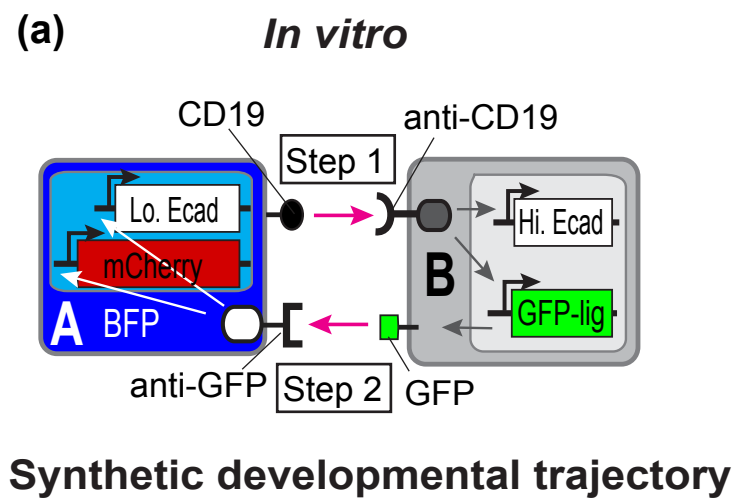 (a) In vitro
CD19
anti-CD19
Step 1
Lo. Ecad
Hi. Ecad
mCherry
B
GFP-lig
A BFP
anti-GFP
Step 2
GFP
Synthetic developmental trajectory